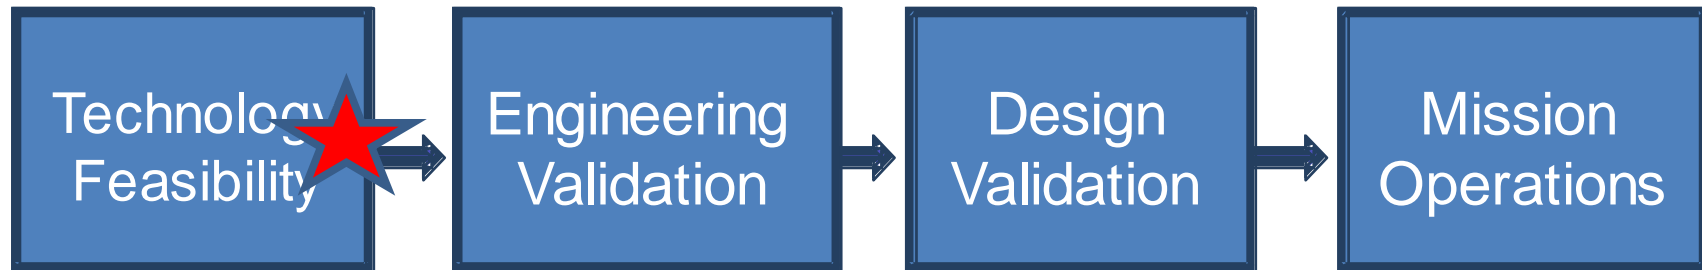 Technology
Feasibility
Engineering
Validation
Design
Validation
Mission
Operations